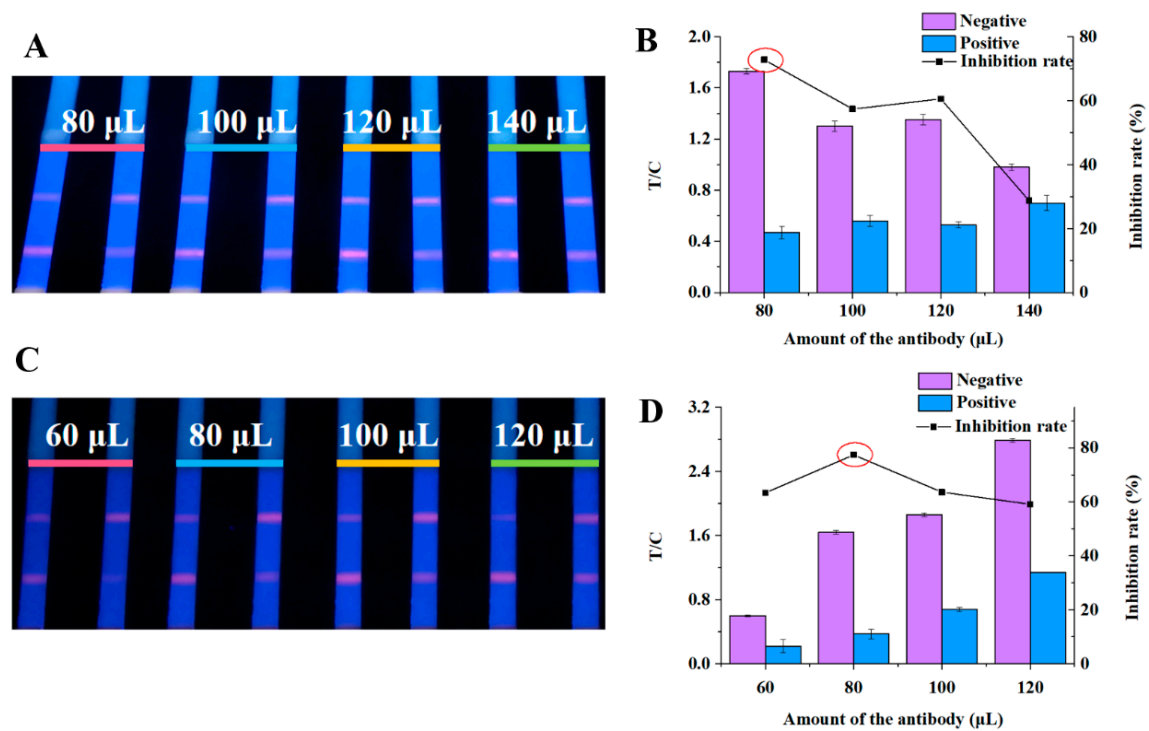 A
80 μL 100 μL 120 μL 140 μL
B
Negative
Positive
Inhibition rate
2.0
1.6
1.2
0.8
0.4
0.0
T/C
80
60
40
20
0
Inhibition rate (%)
80 100 120 140
Amount of the antibody (μL)
C
60 μL 80 μL 100 μL 120 μL
D
Negative
Positive
Inhibition rate
3.2
2.4
1.6
0.8
0.0
T/C
80
60
40
20
0
Inhibition rate (%)
60 80 100 120
Amount of the antibody (μL)